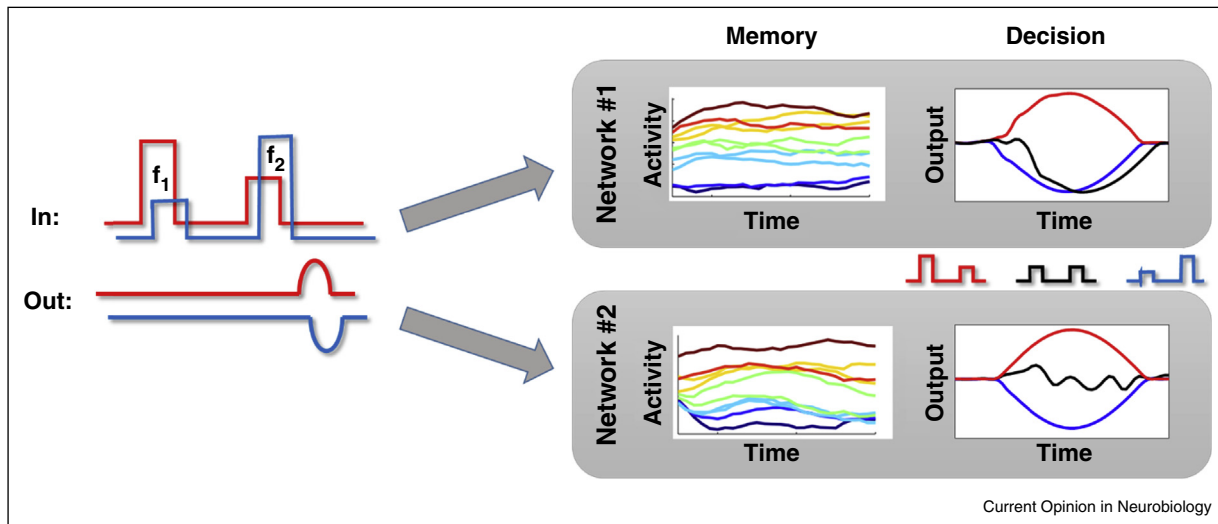 Memory
Decision
In:
f1
f2
Out:
Network #1
Activity
Time
Output
Time
Network #2
Activity
Time
Output
Time
Current Opinion in Neurobiology